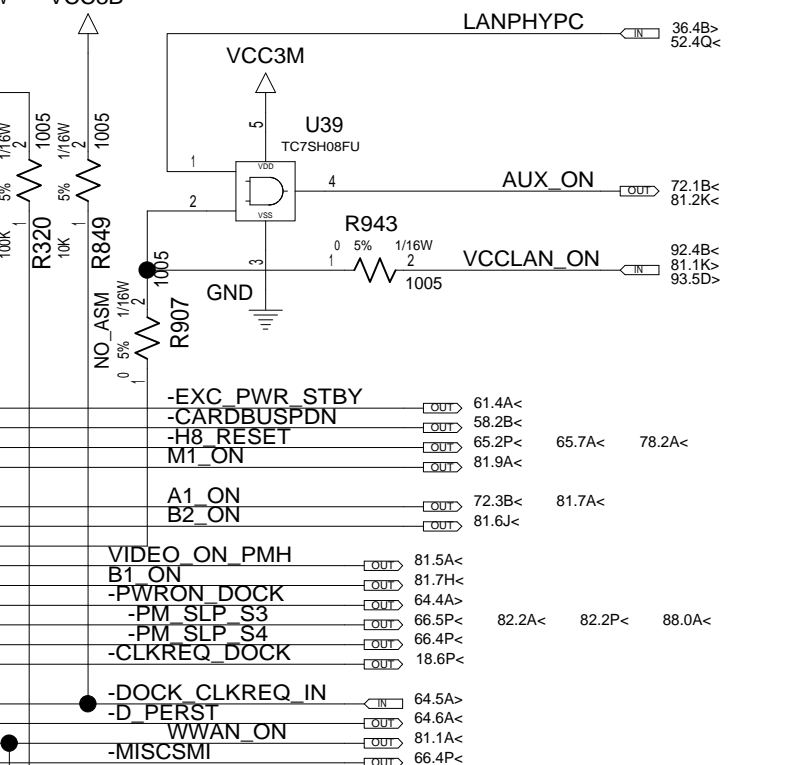 VCC3B
LANPHYPC
IN
36.4B>
52.4Q<
VCC3M
5
U39
TC7SH08FU
VDD
1
2
4
VSS
3
AUX_ON
OUT
72.1B<
81.2K<
1/16W
2
1005
5%
1
100K
R320
1/16W
2
1005
5%
1
10K
R849
R943
0 5% 1/16W
1 2
1005
VCCLAN_ON
IN
92.4B<
81.1K>
93.5D>
GND
1005
1/16W
2
NO_ASM
0 5%
1
R907
-EXC_PWR_STBY OUT 61.4A<
-CARDBUSPDN OUT 58.2B<
-H8_RESET OUT 65.2P< 65.7A< 78.2A<
M1_ON OUT 81.9A<
A1_ON OUT 72.3B< 81.7A<
B2_ON OUT 81.6J<
VIDEO_ON_PMH OUT 81.5A<
B1_ON OUT 81.7H<
-PWRON_DOCK OUT 64.4A>
-PM_SLP_S3 OUT 66.5P< 82.2A< 82.2P< 88.0A<
-PM_SLP_S4 OUT 66.4P<
-CLKREQ_DOCK OUT 18.6P<
-DOCK_CLKREQ_IN IN 64.5A>
-D_PERST OUT 64.6A<
WWAN_ON OUT 81.1A<
-MISCSMI OUT 66.4P<